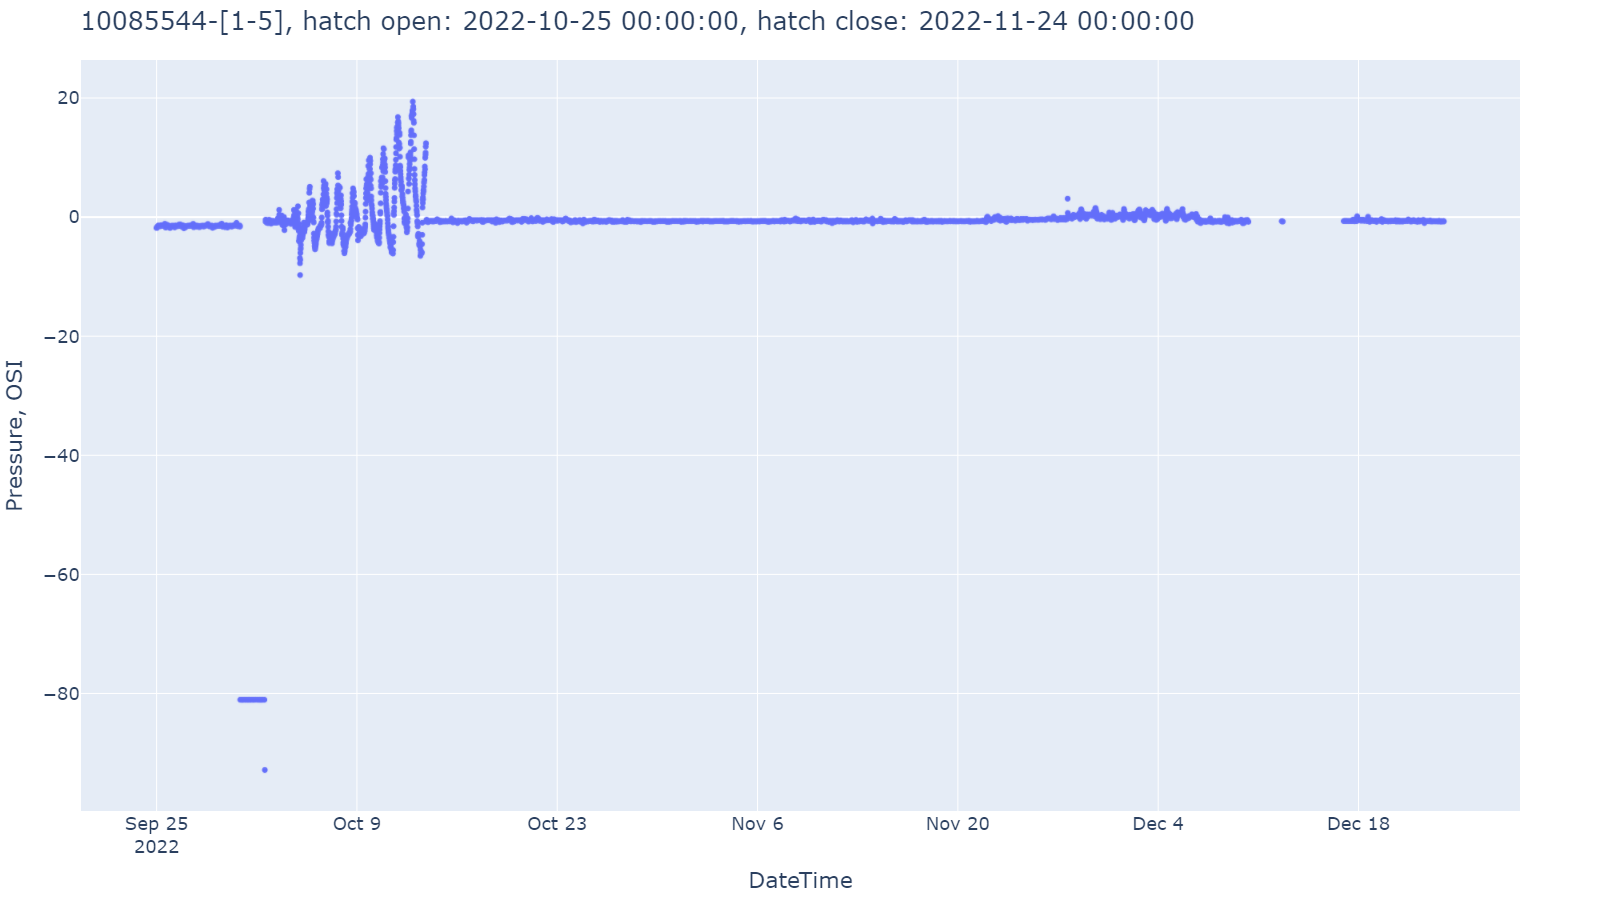 10085544-[1-5], hatch open: 2022-10-25 00:00:00, hatch close: 2022-11-24 00:00:00
20
0
−20
−40
−60
−80
Pressure, OSI
Sep 25 Oct 9 Oct 23 Nov 6 Nov 20 Dec 4 Dec 18
2022
DateTime